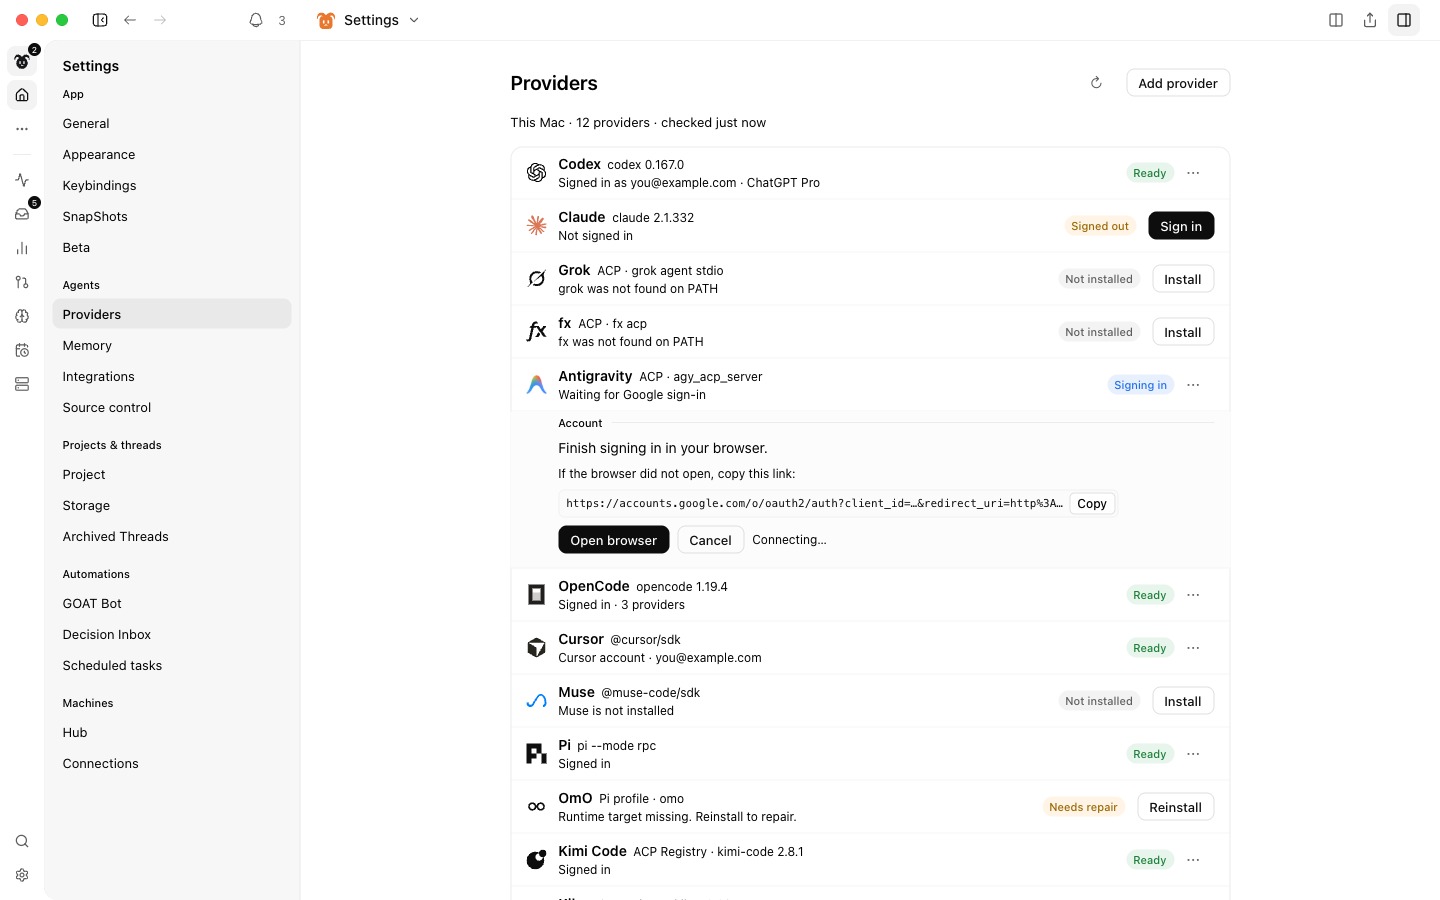 3
Settings
2
5
Settings
App
General
Appearance
Keybindings
SnapShots
Beta
Agents
Providers
Memory
Integrations
Source control
Projects & threads
Project
Storage
Archived Threads
Automations
GOAT Bot
Decision Inbox
Scheduled tasks
Machines
Hub
Connections
Providers
Add provider
This Mac · 12 providers · checked just now
Codex codex 0.167.0
Signed in as you@example.com · ChatGPT Pro
Ready
Claude claude 2.1.332
Not signed in
Signed out
Sign in
Grok ACP · grok agent stdio
grok was not found on PATH
Not installed
Install
fx ACP · fx acp
fx was not found on PATH
Not installed
Install
Antigravity ACP · agy_acp_server
Waiting for Google sign-in
Signing in
Account
Finish signing in in your browser.
If the browser did not open, copy this link:
https://accounts.google.com/o/oauth2/auth?client_id=…&redirect_uri=http%3A…
Copy
Open browser
Cancel
Connecting…
OpenCode opencode 1.19.4
Signed in · 3 providers
Ready
Cursor @cursor/sdk
Cursor account · you@example.com
Ready
Muse @muse-code/sdk
Muse is not installed
Not installed
Install
Pi pi --mode rpc
Signed in
Ready
OmO Pi profile · omo
Runtime target missing. Reinstall to repair.
Needs repair
Reinstall
Kimi Code ACP Registry · kimi-code 2.8.1
Signed in
Ready